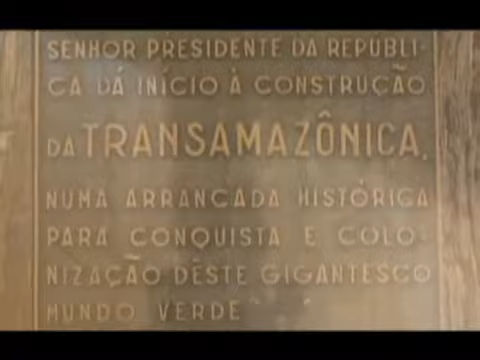 SENHOR PRESIDENTE DA REPÚBLI-
CA DÁ INÍCIO À CONSTRUÇÃO
DA TRANSAMAZÔNICA,
NUMA ARRANCADA HISTÓRICA
PARA CONQUISTA E COLO-
NIZAÇÃO DÊSTE GIGANTESCO
MUNDO VERDE